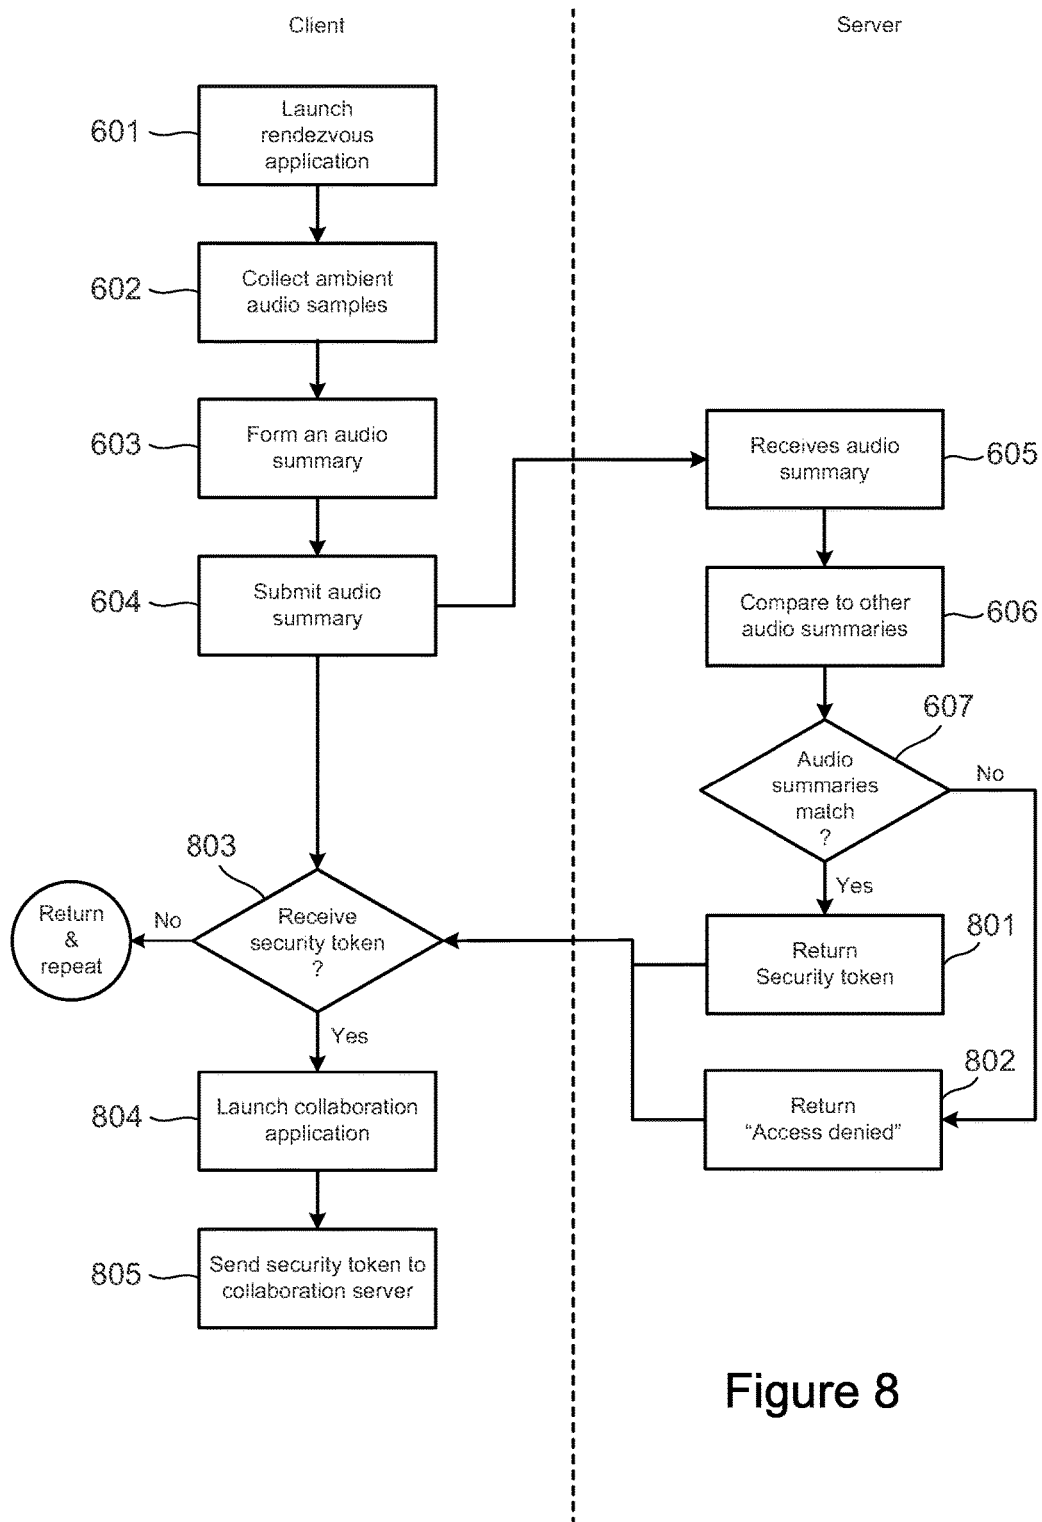 Client
Server
601
Launch
rendezvous
application
602
Collect ambient
audio samples
603
Form an audio
summary
604
Submit audio
summary
Receives audio
summary
605
Compare to other
audio summaries
606
607
Audio
summaries
match
?
No
Yes
803
Receive
security token
?
No
Return
&
repeat
Yes
Return
Security token
801
802
Return
“Access denied”
804
Launch collaboration
application
805
Send security token to
collaboration server
Figure 8